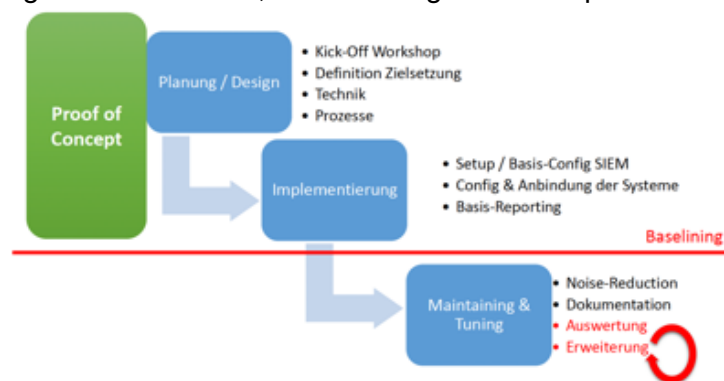 Proof of
Concept
Planung / Design
• Kick-Off Workshop
• Definition Zielsetzung
• Technik
• Prozesse
Implementierung
• Setup / Basis-Config SIEM
• Config & Anbindung der Systeme
• Basis-Reporting
Baselining
Maintaining &
Tuning
• Noise-Reduction
• Dokumentation
• Auswertung
• Erweiterung